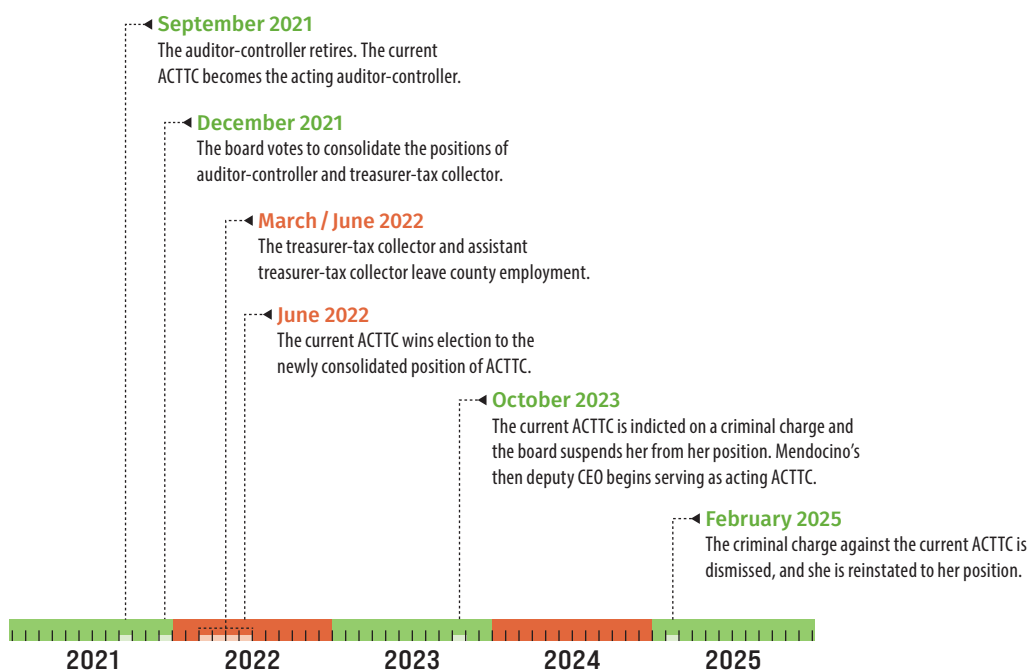 September 2021
The auditor-controller retires. The current
ACTTC becomes the acting auditor-controller.
December 2021
The board votes to consolidate the positions of
auditor-controller and treasurer-tax collector.
March / June 2022
The treasurer-tax collector and assistant
treasurer-tax collector leave county employment.
June 2022
The current ACTTC wins election to the
newly consolidated position of ACTTC.
October 2023
The current ACTTC is indicted on a criminal charge and
the board suspends her from her position. Mendocino’s
then deputy CEO begins serving as acting ACTTC.
February 2025
The criminal charge against the current ACTTC is
dismissed, and she is reinstated to her position.
2021 2022 2023 2024 2025